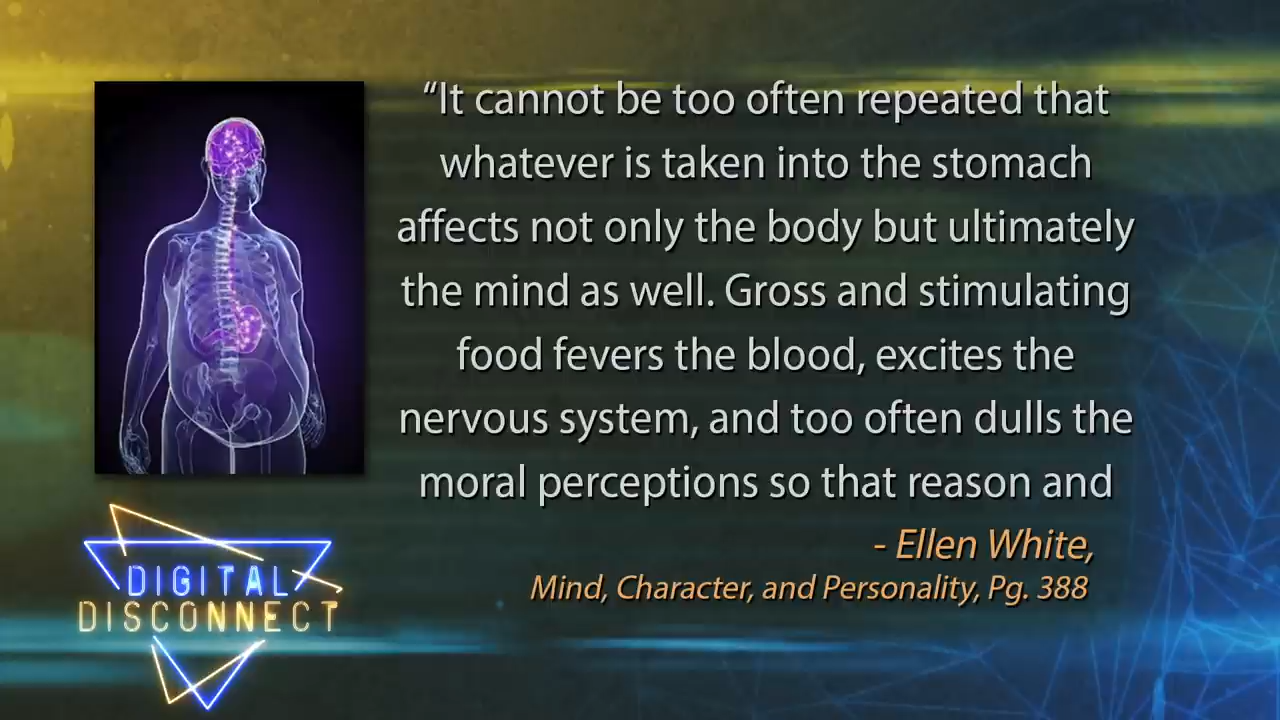 “It cannot be too often repeated that
whatever is taken into the stomach
affects not only the body but ultimately
the mind as well. Gross and stimulating
food fevers the blood, excites the
nervous system, and too often dulls the
moral perceptions so that reason and
- Ellen White,
Mind, Character, and Personality, Pg. 388
DIGITAL
DISCONNECT